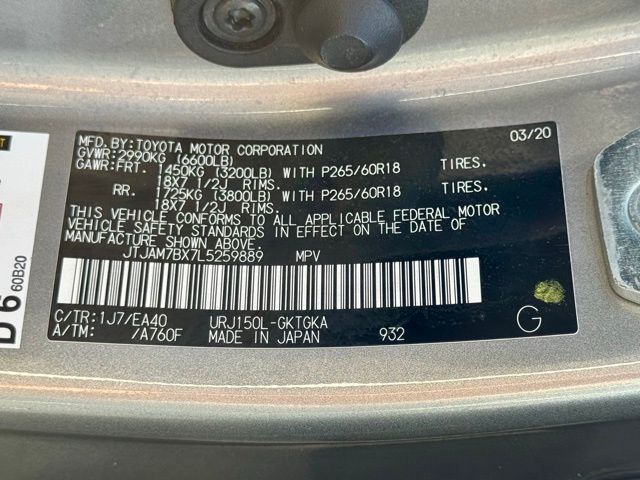 MFD.BY:TOYOTA MOTOR CORPORATION 03/20
GVWR:2990KG (6600LB)
GAWR:FRT. 1450KG (3200LB) WITH P265/60R18 TIRES.
18X7 1/2J RIMS.
RR. 1725KG (3800LB) WITH P265/60R18 TIRES.
18X7 1/2J RIMS.
THIS VEHICLE CONFORMS TO ALL APPLICABLE FEDERAL MOTOR
VEHICLE SAFETY STANDARDS IN EFFECT ON THE DATE OF
MANUFACTURE SHOWN ABOVE.
JTJAM7BX7L5259889 MPV
C/TR:1J7/EA40 URJ150L-GKTGKA
A/TM: /A760F MADE IN JAPAN 932 G
D 6
60B20